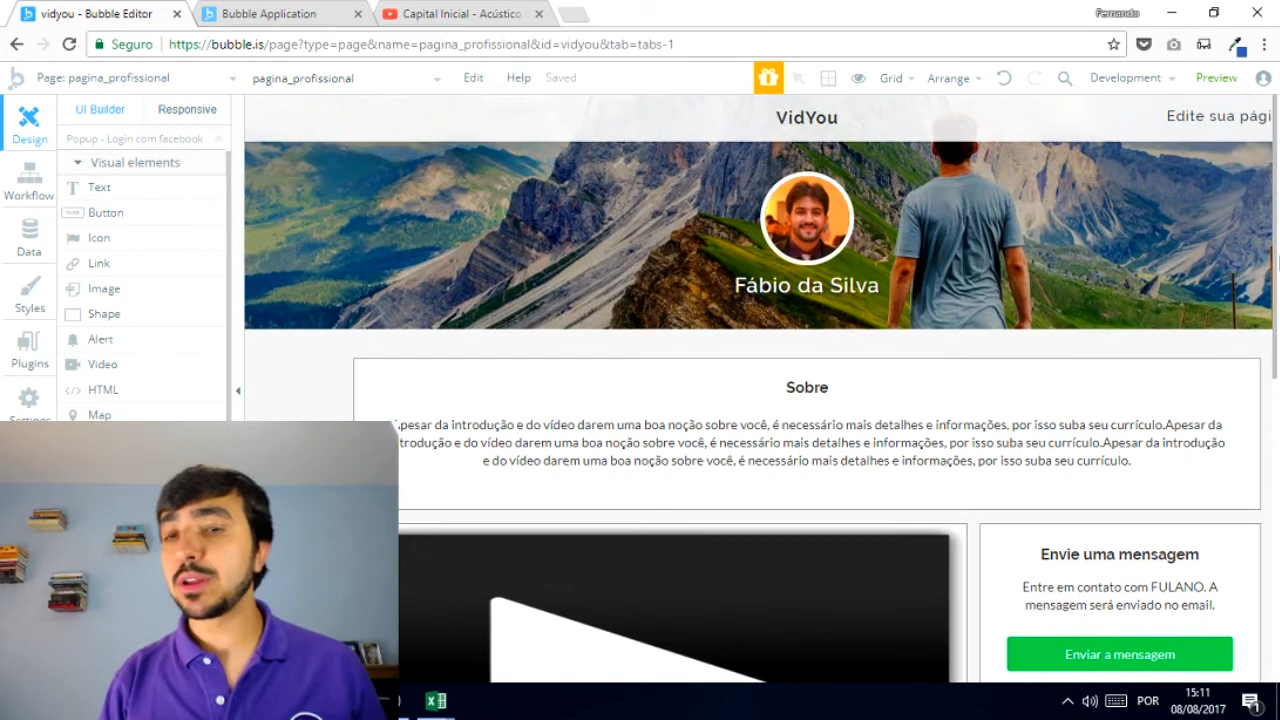 vidyou - Bubble Editor
Bubble Application
Capital Inicial - Acústico
Fernando
Seguro
https://bubble.is/page?type=page&name=pagina_profissional&id=vidyou&tab=tabs-1
Page: pagina_profissional
pagina_profissional
Edit
Help
Saved
Grid
Arrange
Development
Preview
Design
Workflow
Data
Styles
Plugins
UI Builder
Responsive
Popup - Login com facebook
Visual elements
Text
Button
Icon
Link
Image
Shape
Alert
Video
HTML
Map
VidYou
Edite sua pági
Fábio da Silva
Sobre
Apesar da introdução e do vídeo darem uma boa noção sobre você, é necessário mais detalhes e informações, por isso suba seu currículo.Apesar da
trodução e do vídeo darem uma boa noção sobre você, é necessário mais detalhes e informações, por isso suba seu currículo.Apesar da introdução
e do vídeo darem uma boa noção sobre você, é necessário mais detalhes e informações, por isso suba seu currículo.
Envie uma mensagem
Entre em contato com FULANO. A
mensagem será enviado no email.
Enviar a mensagem
POR
15:11
08/08/2017
1